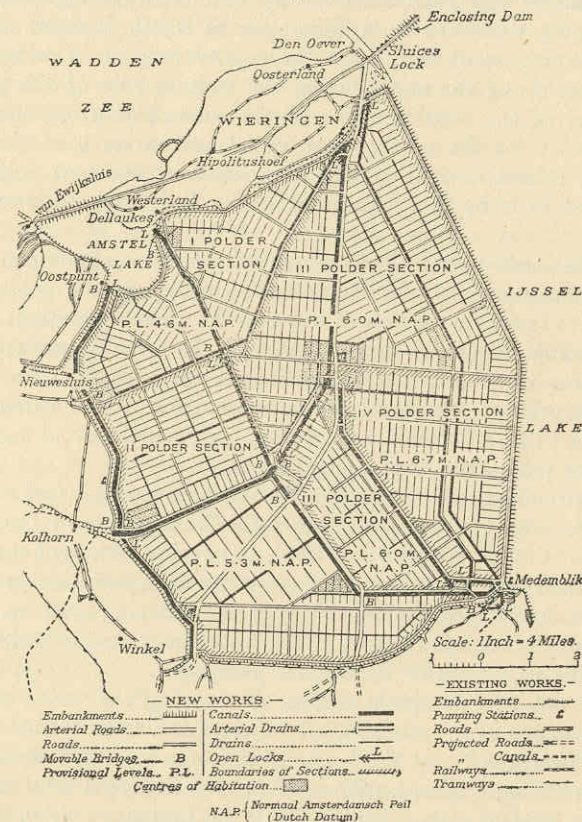 Enclosing Dam
Den Oever
Sluices
Lock
WADDEN
ZEE
Oosterland
WIERINGEN
L
Hipolitushoef
van Ewijksluis
Westerland
Dellaukes
L
B
AMSTEL
LAKE
I POLDER
SECTION
III POLDER SECTION
Oostpunt
B
L
IJSSEL
P.L. 4·6 M. N.A.P.
P.L. 6·0 M. N.A.P.
B
L
Nieuwesluis
B
B
L
B
IV POLDER SECTION
LAKE
II POLDER SECTION
P.L. 6·7 M. N.A.P.
B
B
III POLDER
SECTION
Kolhorn
B
B
L
P.L. 5·3 M. N.A.P.
P.L. 6·0 M.
N.A.P.
L
L
Medemblik
B
B
L
Winkel
Scale: 1 Inch = 4 Miles.
1 0 1 2 3
— NEW WORKS. —
Embankments
Arterial Roads
Roads
Movable Bridges B
Provisional Levels P.L.
Canals
Arterial Drains
Drains
Open Locks L
Boundaries of Sections
Centres of Habitation
— EXISTING WORKS. —
Embankments
Pumping Stations
Roads
Projected Roads
" Canals
Railways
Tramways
N.A.P. { Normaal Amsterdamsch Peil
(Dutch Datum)